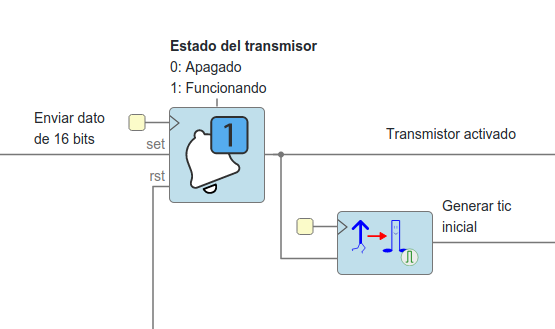 Estado del transmisor
0: Apagado
1: Funcionando
Enviar dato
de 16 bits
set
1
rst
Transmistor activado
Generar tic
inicial